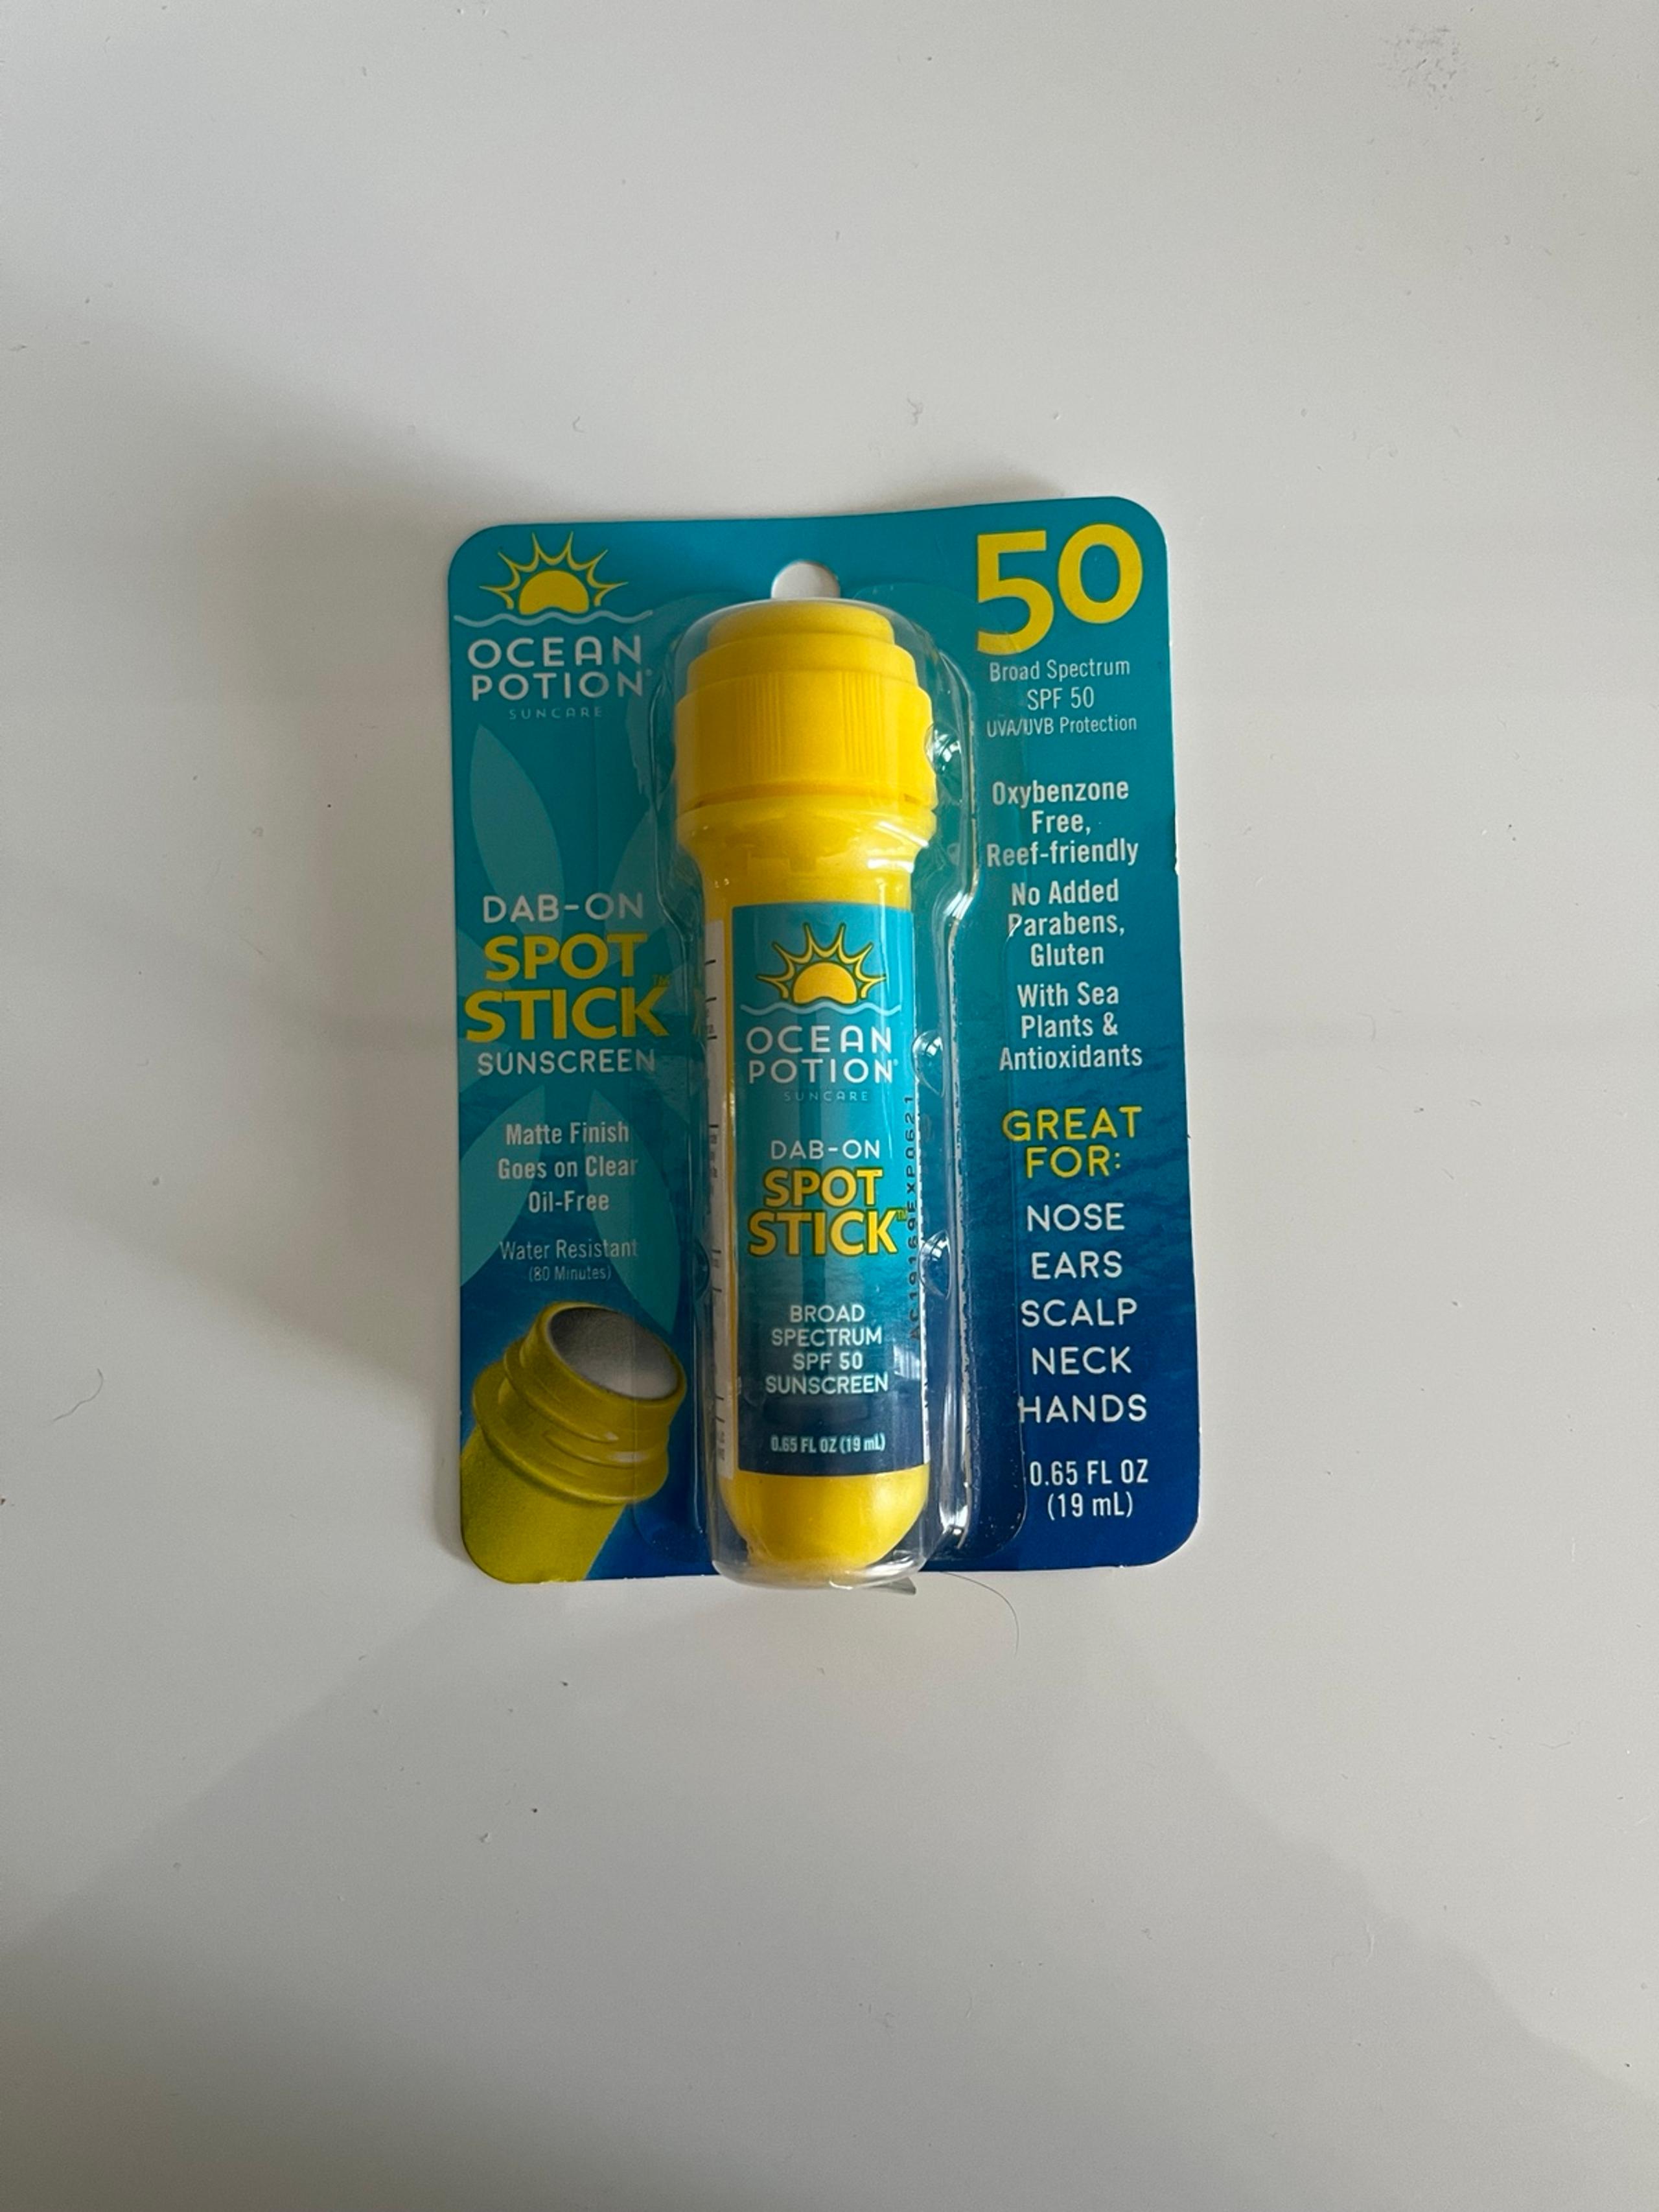 OCEAN
POTION®
SUNCARE
DAB-ON
SPOT
STICK™
SUNSCREEN
Matte Finish
Goes on Clear
Oil-Free
Water Resistant
(80 Minutes)
OCEAN
POTION®
SUNCARE
DAB-ON
SPOT
STICK™
BROAD
SPECTRUM
SPF 50
SUNSCREEN
0.65 FL OZ (19 mL)
50
Broad Spectrum
SPF 50
UVA/UVB Protection
Oxybenzone
Free,
Reef-friendly
No Added
Parabens,
Gluten
With Sea
Plants &
Antioxidants
GREAT
FOR:
NOSE
EARS
SCALP
NECK
HANDS
0.65 FL OZ
(19 mL)